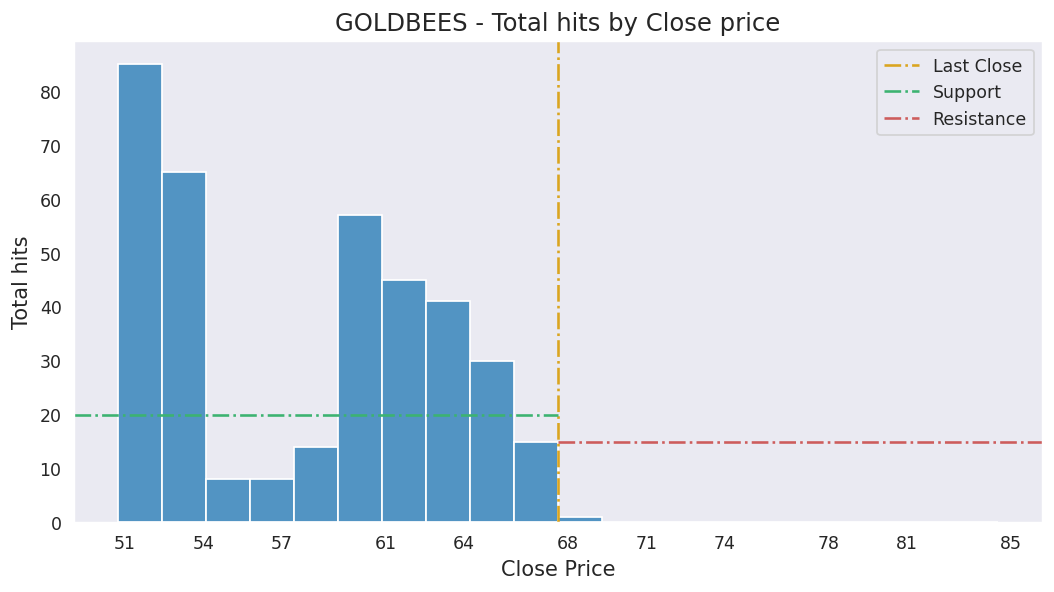 GOLDBEES - Total hits by Close price
Last Close
Support
Resistance
Total hits
80
70
60
50
40
30
20
10
0
51 54 57 61 64 68 71 74 78 81 85
Close Price